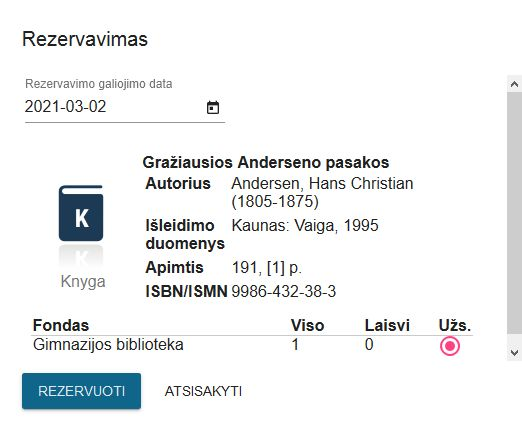 Rezervavimas
Rezervavimo galiojimo data
2021-03-02
Gražiausios Anderseno pasakos
Autorius Andersen, Hans Christian
(1805-1875)
Išleidimo duomenys Kaunas: Vaiga, 1995
Apimtis 191, [1] p.
ISBN/ISMN 9986-432-38-3
K
Knyga
Fondas Viso Laisvi Užs.
Gimnazijos biblioteka 1 0
REZERVUOTI ATSISAKYTI